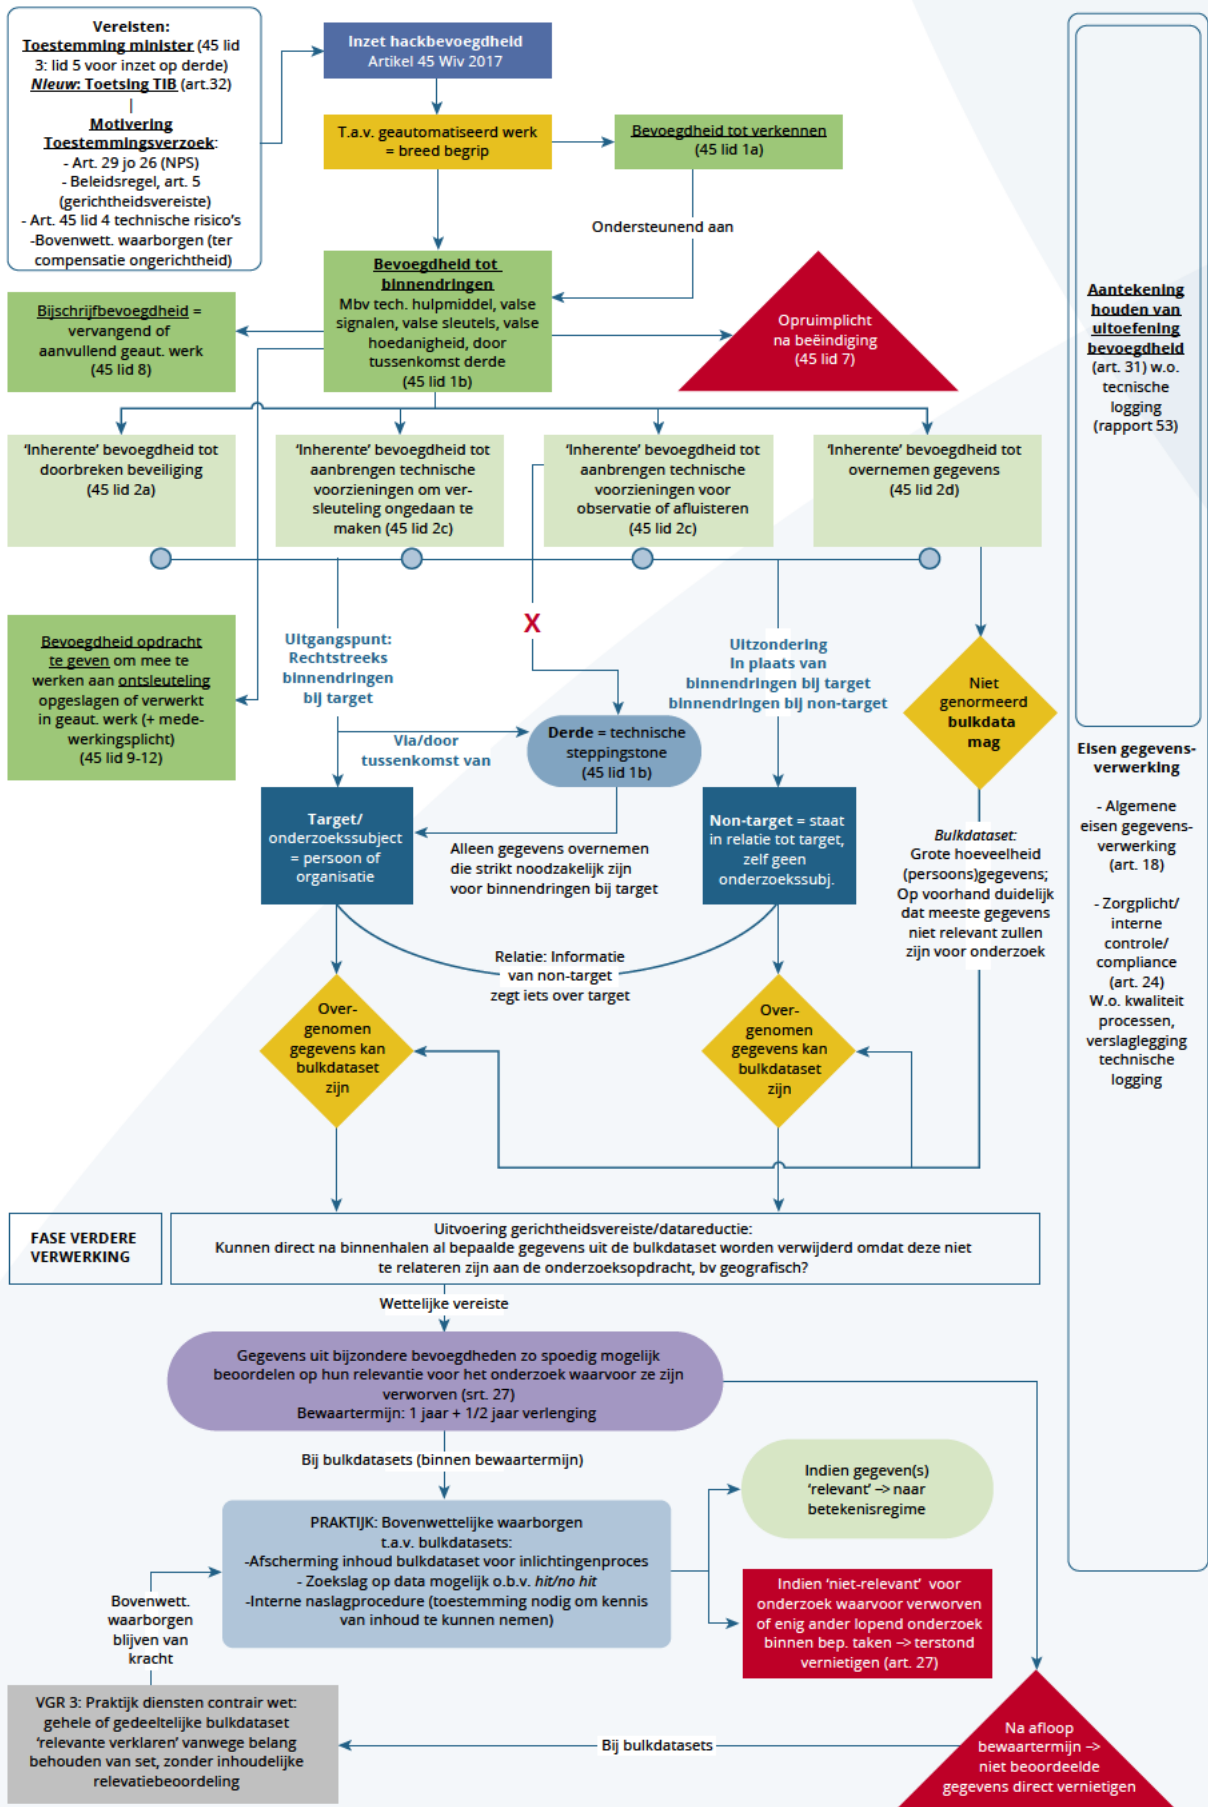 Vereisten:
Toestemming minister (45 lid
3: lid 5 voor inzet op derde)
Nieuw: Toetsing TIB (art.32)
|
Motivering
Toestemmingsverzoek:
- Art. 29 jo 26 (NPS)
- Beleidsregel, art. 5
(gerichtheidsvereiste)
- Art. 45 lid 4 technische risico's
-Bovenwett. waarborgen (ter
compensatie ongerichtheid)
Inzet hackbevoegdheid
Artikel 45 Wiv 2017
T.a.v. geautomatiseerd werk
= breed begrip
Bevoegdheid tot verkennen
(45 lid 1a)
Ondersteunend aan
Bevoegdheid tot
binnendringen
Mbv tech. hulpmiddel, valse
signalen, valse sleutels, valse
hoedanigheid, door
tussenkomst derde
(45 lid 1b)
Bijschrijfbevoegdheid =
vervangend of
aanvullend geaut. werk
(45 lid 8)
Opruimplicht
na beëindiging
(45 lid 7)
Aantekening
houden van
uitoefening
bevoegdheid
(art. 31) w.o.
tecnische
logging
(rapport 53)
'Inherente' bevoegdheid tot
doorbreken beveiliging
(45 lid 2a)
'Inherente' bevoegdheid tot
aanbrengen technische
voorzieningen om ver-
sleuteling ongedaan te
maken (45 lid 2c)
'Inherente' bevoegdheid tot
aanbrengen technische
voorzieningen voor
observatie of afluisteren
(45 lid 2c)
'Inherente' bevoegdheid tot
overnemen gegevens
(45 lid 2d)
Bevoegdheid opdracht
te geven om mee te
werken aan ontsleuteling
opgeslagen of verwerkt
in geaut. werk (+ mede-
werkingsplicht)
(45 lid 9-12)
Uitgangspunt:
Rechtstreeks
binnendringen
bij target
X
Uitzondering
In plaats van
binnendringen bij target
binnendringen bij non-target
Niet
genormeerd
bulkdata
mag
Via/door
tussenkomst van
Derde = technische
steppingstone
(45 lid 1b)
Eisen gegevens-
verwerking
- Algemene
eisen gegevens-
verwerking
(art. 18)
- Zorgplicht/
interne
controle/
compliance
(art. 24)
W.o. kwaliteit
processen,
verslaglegging
technische
logging
Target/
onderzoekssubject
= persoon of
organisatie
Alleen gegevens overnemen
die strikt noodzakelijk zijn
voor binnendringen bij target
Non-target = staat
in relatie tot target,
zelf geen
onderzoekssubj.
Bulkdataset:
Grote hoeveelheid
(persoons)gegevens;
Op voorhand duidelijk
dat meeste gegevens
niet relevant zullen
zijn voor onderzoek
Relatie: Informatie
van non-target
zegt iets over target
Over-
genomen
gegevens kan
bulkdataset
zijn
Over-
genomen
gegevens kan
bulkdataset
zijn
FASE VERDERE
VERWERKING
Uitvoering gerichtheidsvereiste/datareductie:
Kunnen direct na binnenhalen al bepaalde gegevens uit de bulkdataset worden verwijderd omdat deze niet
te relateren zijn aan de onderzoeksopdracht, bv geografisch?
Wettelijke vereiste
Gegevens uit bijzondere bevoegdheden zo spoedig mogelijk
beoordelen op hun relevantie voor het onderzoek waarvoor ze zijn
verworven (srt. 27)
Bewaartermijn: 1 jaar + 1/2 jaar verlenging
Bij bulkdatasets (binnen bewaartermijn)
PRAKTIJK: Bovenwettelijke waarborgen
t.a.v. bulkdatasets:
-Afscherming inhoud bulkdataset voor inlichtingenproces
- Zoekslag op data mogelijk o.b.v. hit/no hit
-Interne naslagprocedure (toestemming nodig om kennis
van inhoud te kunnen nemen)
Indien gegeven(s)
'relevant' –> naar
betekenisregime
Indien 'niet-relevant' voor
onderzoek waarvoor verworven
of enig ander lopend onderzoek
binnen bep. taken –> terstond
vernietigen (art. 27)
Bovenwett.
waarborgen
blijven van
kracht
VGR 3: Praktijk diensten contrair wet:
gehele of gedeeltelijke bulkdataset
'relevante verklaren' vanwege belang
behouden van set, zonder inhoudelijke
relevatiebeoordeling
Bij bulkdatasets
Na afloop
bewaartermijn –>
niet beoordeelde
gegevens direct vernietigen